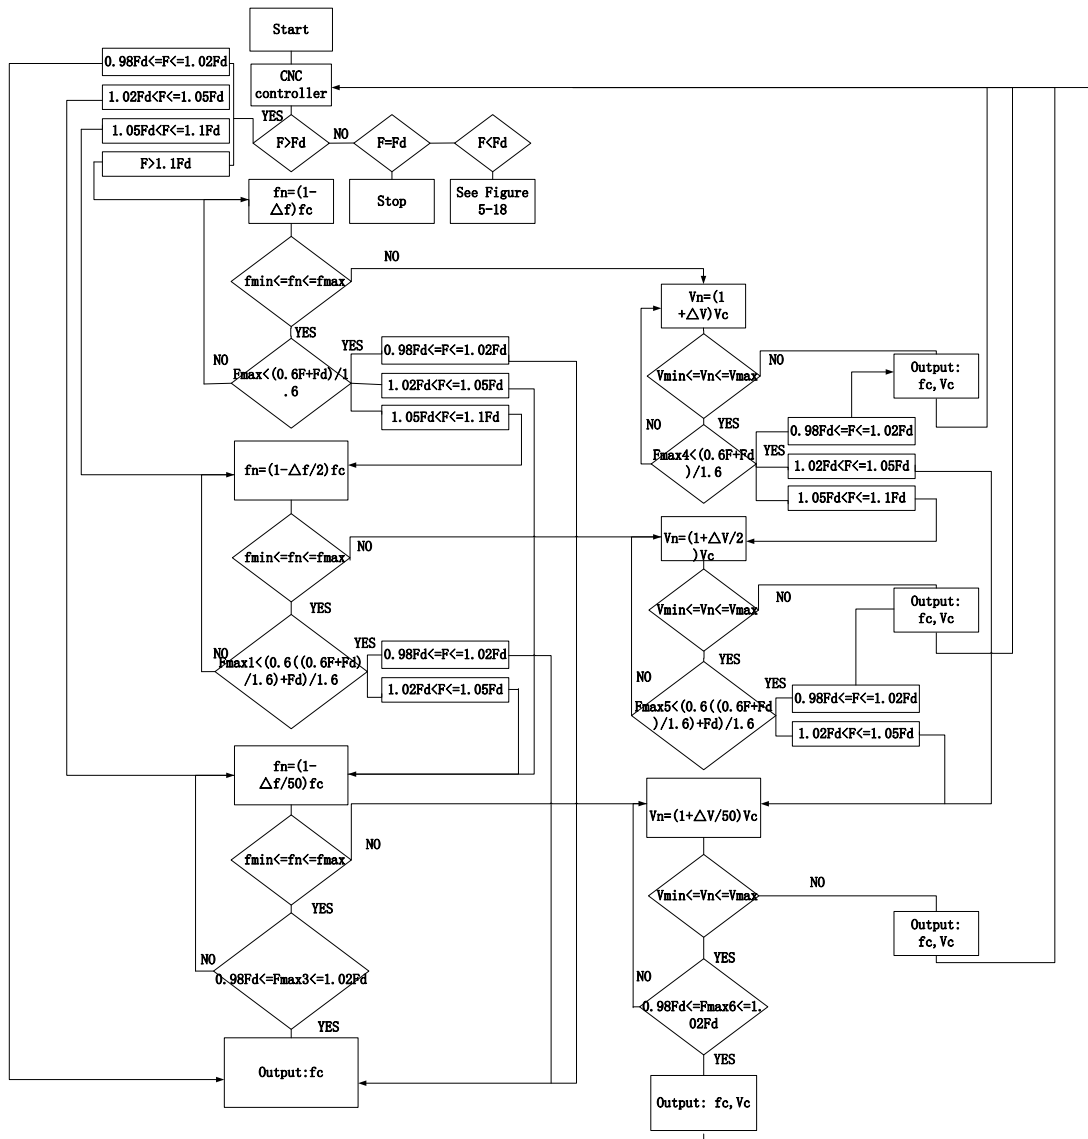 Start
0.98Fd<=F<=1.02Fd
CNC
controller
1.02Fd<F<=1.05Fd
YES
1.05Fd<F<=1.1Fd
F>1.1Fd
F>Fd
NO
F=Fd
F<Fd
fn=(1-
△f)fc
Stop
See Figure
5-18
fmin<=fn<=fmax
NO
YES
NO
Fmax<(0.6F+Fd)/1
.6
YES
0.98Fd<=F<=1.02Fd
1.02Fd<F<=1.05Fd
1.05Fd<F<=1.1Fd
Vn=(1
+△V)Vc
Vmin<=Vn<=Vmax
NO
Output:
fc,Vc
YES
NO
Fmax4<(0.6F+Fd
)/1.6
YES
0.98Fd<=F<=1.02Fd
1.02Fd<F<=1.05Fd
1.05Fd<F<=1.1Fd
fn=(1-△f/2)fc
fmin<=fn<=fmax
NO
YES
NO
Fmax1<(0.6((0.6F+Fd)
/1.6)+Fd)/1.6
YES
0.98Fd<=F<=1.02Fd
1.02Fd<F<=1.05Fd
Vn=(1+△V/2
)Vc
Vmin<=Vn<=Vmax
NO
Output:
fc,Vc
YES
NO
Fmax5<(0.6((0.6F+Fd
)/1.6)+Fd)/1.6
YES
0.98Fd<=F<=1.02Fd
1.02Fd<F<=1.05Fd
fn=(1-
△f/50)fc
fmin<=fn<=fmax
NO
YES
NO
0.98Fd<=Fmax3<=1.02Fd
YES
Output:fc
Vn=(1+△V/50)Vc
Vmin<=Vn<=Vmax
NO
Output:
fc,Vc
YES
NO
0.98Fd<=Fmax6<=1.
02Fd
YES
Output: fc,Vc